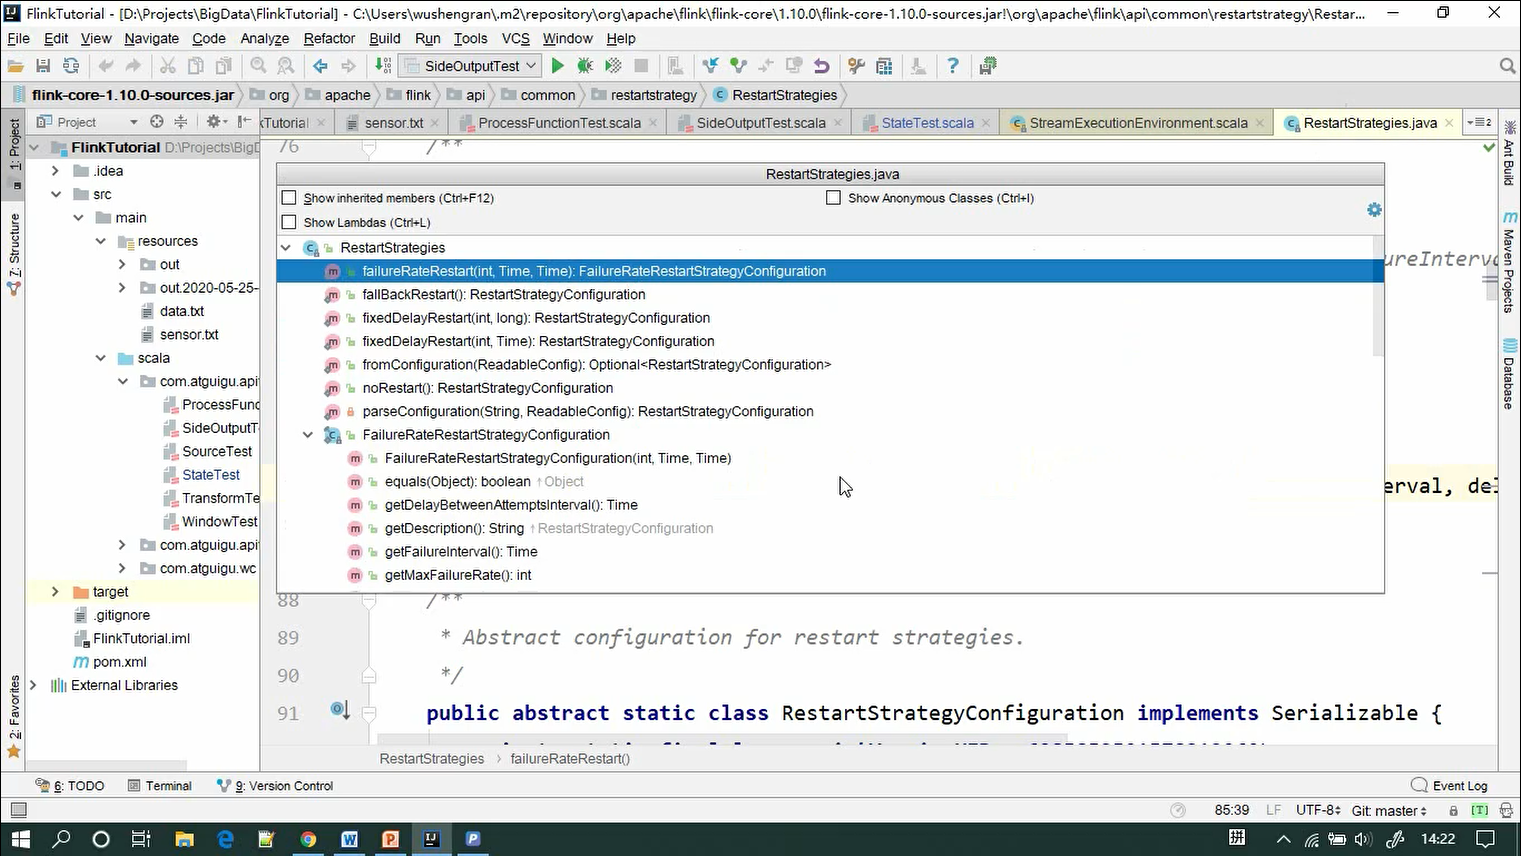 FlinkTutorial - [D:\Projects\BigData\FlinkTutorial] - C:\Users\wushengran\.m2\repository\org\apache\flink\flink-core\1.10.0\flink-core-1.10.0-sources.jar!\org\apache\flink\api\common\restartstrategy\Restar...
File Edit View Navigate Code Analyze Refactor Build Run Tools VCS Window Help
SideOutputTest
flink-core-1.10.0-sources.jar org apache flink api common restartstrategy RestartStrategies
Project
kTutorial sensor.txt ProcessFunctionTest.scala SideOutputTest.scala StateTest.scala StreamExecutionEnvironment.scala RestartStrategies.java 2
1: Project
7: Structure
2: Favorites
FlinkTutorial D:\Projects\BigD
.idea
src
main
resources
out
out.2020-05-25-
data.txt
sensor.txt
scala
com.atguigu.apit
ProcessFunc
SideOutputT
SourceTest
StateTest
TransformTe
WindowTest
com.atguigu.apit
com.atguigu.wc
target
.gitignore
FlinkTutorial.iml
pom.xml
External Libraries
76 /**
RestartStrategies.java
Show inherited members (Ctrl+F12) Show Anonymous Classes (Ctrl+I)
Show Lambdas (Ctrl+L)
RestartStrategies
failureRateRestart(int, Time, Time): FailureRateRestartStrategyConfiguration
fallBackRestart(): RestartStrategyConfiguration
fixedDelayRestart(int, long): RestartStrategyConfiguration
fixedDelayRestart(int, Time): RestartStrategyConfiguration
fromConfiguration(ReadableConfig): Optional<RestartStrategyConfiguration>
noRestart(): RestartStrategyConfiguration
parseConfiguration(String, ReadableConfig): RestartStrategyConfiguration
FailureRateRestartStrategyConfiguration
FailureRateRestartStrategyConfiguration(int, Time, Time)
equals(Object): boolean ↑Object
getDelayBetweenAttemptsInterval(): Time
getDescription(): String ↑RestartStrategyConfiguration
getFailureInterval(): Time
getMaxFailureRate(): int
ureInterva
erval, del
88 /**
89 * Abstract configuration for restart strategies.
90 */
91 public abstract static class RestartStrategyConfiguration implements Serializable {
RestartStrategies › failureRateRestart()
Ant Build
Maven Projects
Database
6: TODO Terminal 9: Version Control Event Log
85:39 LF UTF-8 Git: master [T]
拼 14:22